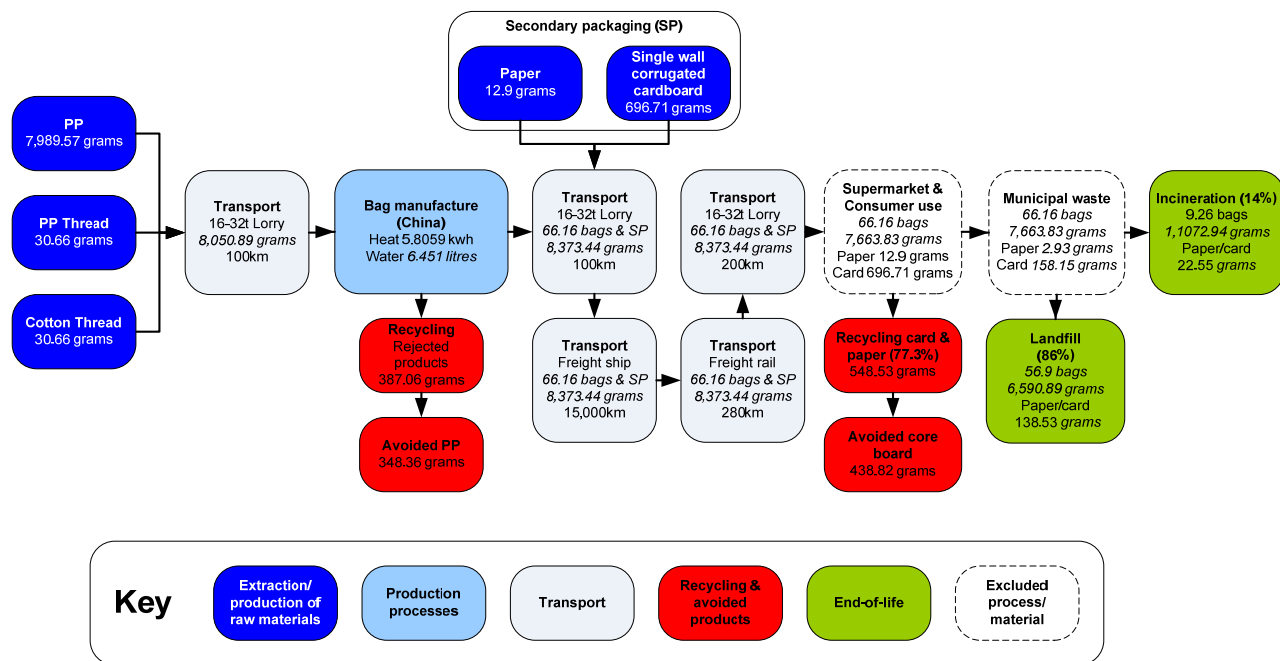 Secondary packaging (SP)
Paper
12.9 grams
Single wall
corrugated
cardboard
696.71 grams
PP
7,989.57 grams
PP Thread
30.66 grams
Cotton Thread
30.66 grams
Transport
16-32t Lorry
8,050.89 grams
100km
Bag manufacture
(China)
Heat 5.8059 kwh
Water 6.451 litres
Transport
16-32t Lorry
66.16 bags & SP
8,373.44 grams
100km
Transport
16-32t Lorry
66.16 bags & SP
8,373.44 grams
200km
Supermarket &
Consumer use
66.16 bags
7,663.83 grams
Paper 12.9 grams
Card 696.71 grams
Municipal waste
66.16 bags
7,663.83 grams
Paper 2.93 grams
Card 158.15 grams
Incineration (14%)
9.26 bags
1,1072.94 grams
Paper/card
22.55 grams
Recycling
Rejected
products
387.06 grams
Transport
Freight ship
66.16 bags & SP
8,373.44 grams
15,000km
Transport
Freight rail
66.16 bags & SP
8,373.44 grams
280km
Recycling card &
paper (77.3%)
548.53 grams
Landfill
(86%)
56.9 bags
6,590.89 grams
Paper/card
138.53 grams
Avoided PP
348.36 grams
Avoided core
board
438.82 grams
Key
Extraction/
production of
raw materials
Production
processes
Transport
Recycling &
avoided
products
End-of-life
Excluded
process/
material